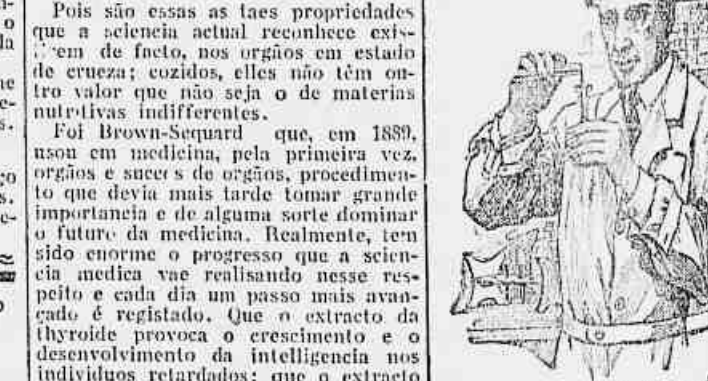 Pois são essas as taes propriedades
que a sciencia actual reconhece exis-
em de facto, nos orgãos em estado
de crueza; cozidos, elles não têm ou-
tro valor que não seja o de materias
nutritivas indifferentes.
Foi Brown-Sequard que, em 1889,
usou em medicina, pela primeira vez,
orgãos e succ s de orgãos, procedimen-
to que devia mais tarde tomar grande
importancia e de alguma sorte dominar
o futuro da medicina. Realmente, tem
sido enorme o progresso que a scien-
cia medica vae realisando nesse res-
peito e cada dia um passo mais avan-
çado é registado. Que o extracto da
thyroide provoca o crescimento e o
desenvolvimento da intelligencia nos
individuos retardados; que o extracto